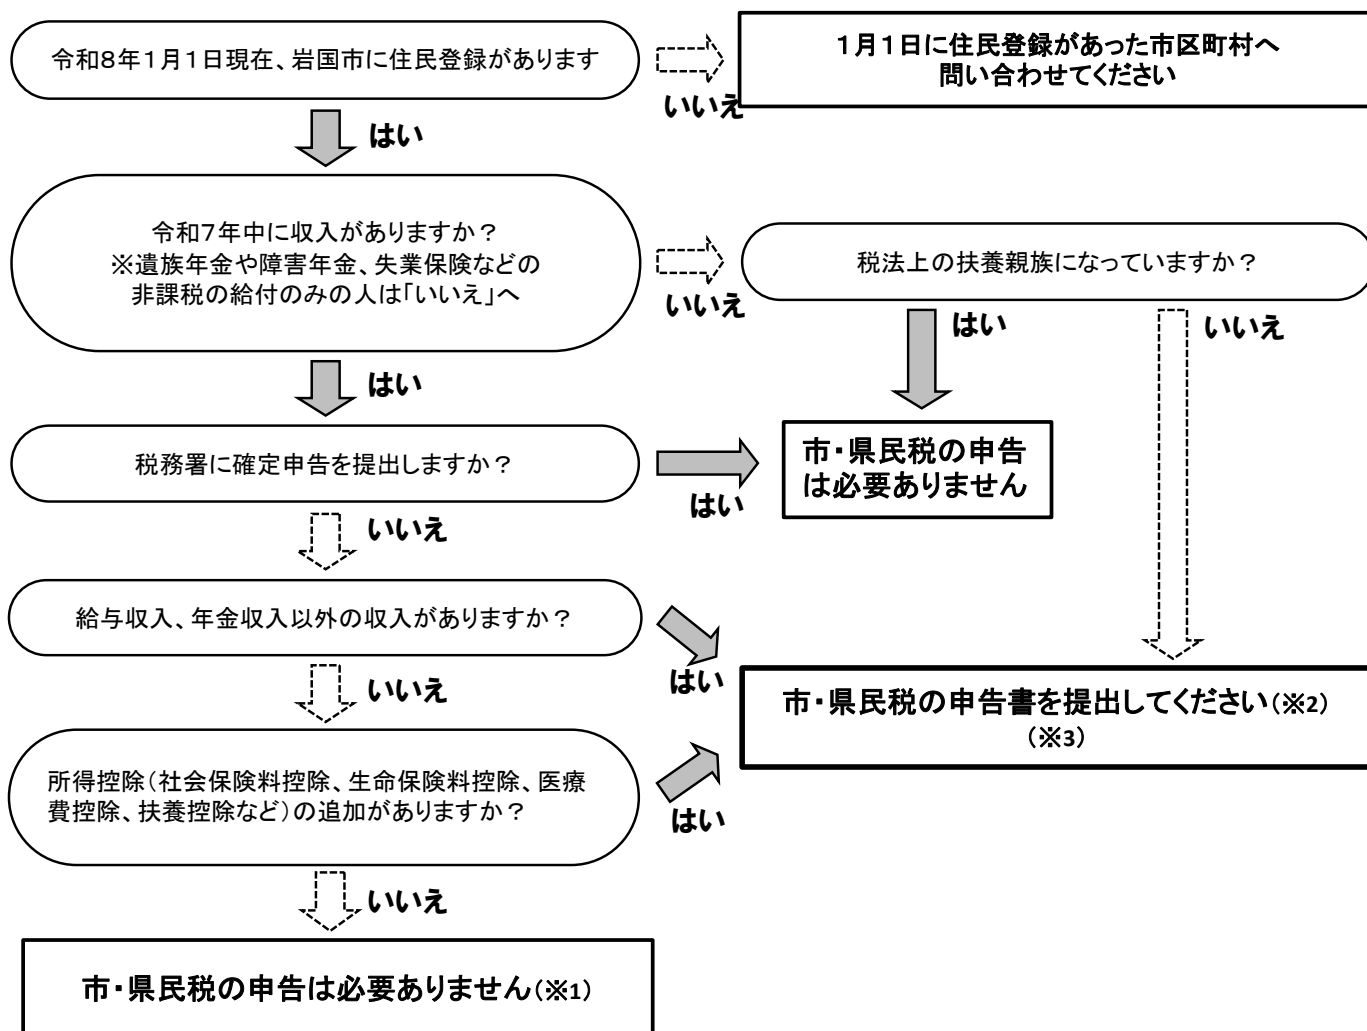 令和8年1月1日現在、岩国市に住民登録があります
いいえ
1月1日に住民登録があった市区町村へ
問い合わせてください
はい
令和7年中に収入がありますか?
※遺族年金や障害年金、失業保険などの
非課税の給付のみの人は「いいえ」へ
いいえ
税法上の扶養親族になっていますか?
はい
いいえ
はい
税務署に確定申告を提出しますか?
はい
市・県民税の申告
は必要ありません
いいえ
給与収入、年金収入以外の収入がありますか?
はい
いいえ
市・県民税の申告書を提出してください(※2)
(※3)
所得控除(社会保険料控除、生命保険料控除、医療
費控除、扶養控除など)の追加がありますか?
はい
いいえ
市・県民税の申告は必要ありません(※1)